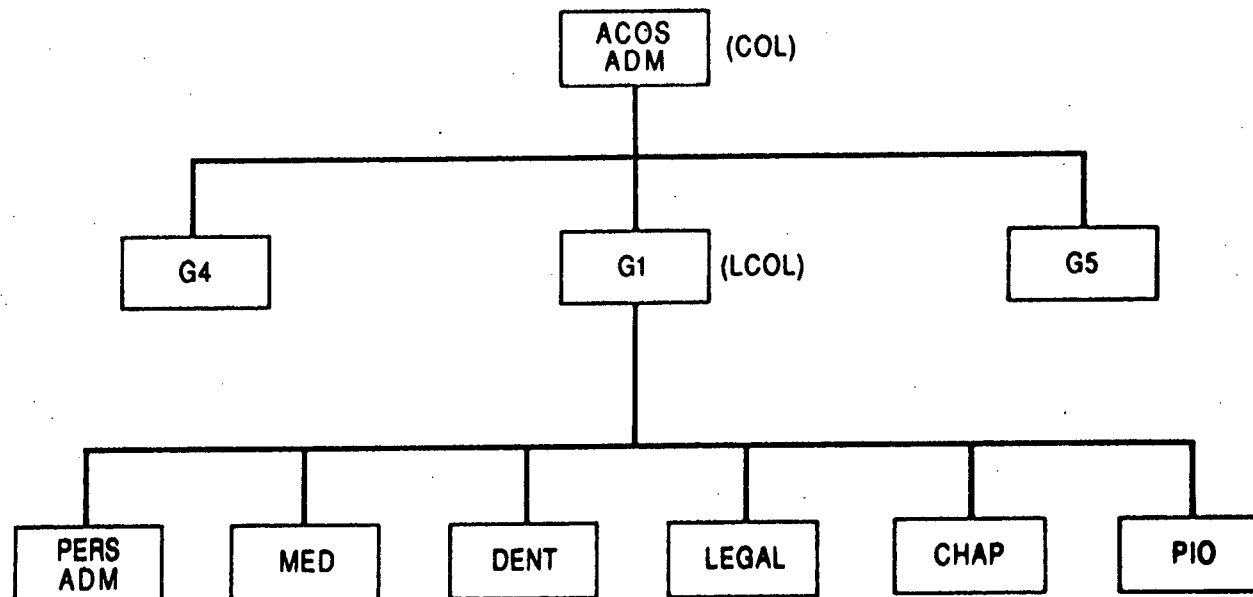 ACOS
ADM
(COL)
G4
G1
(LCOL)
G5
PERS
ADM
MED
DENT
LEGAL
CHAP
PIO